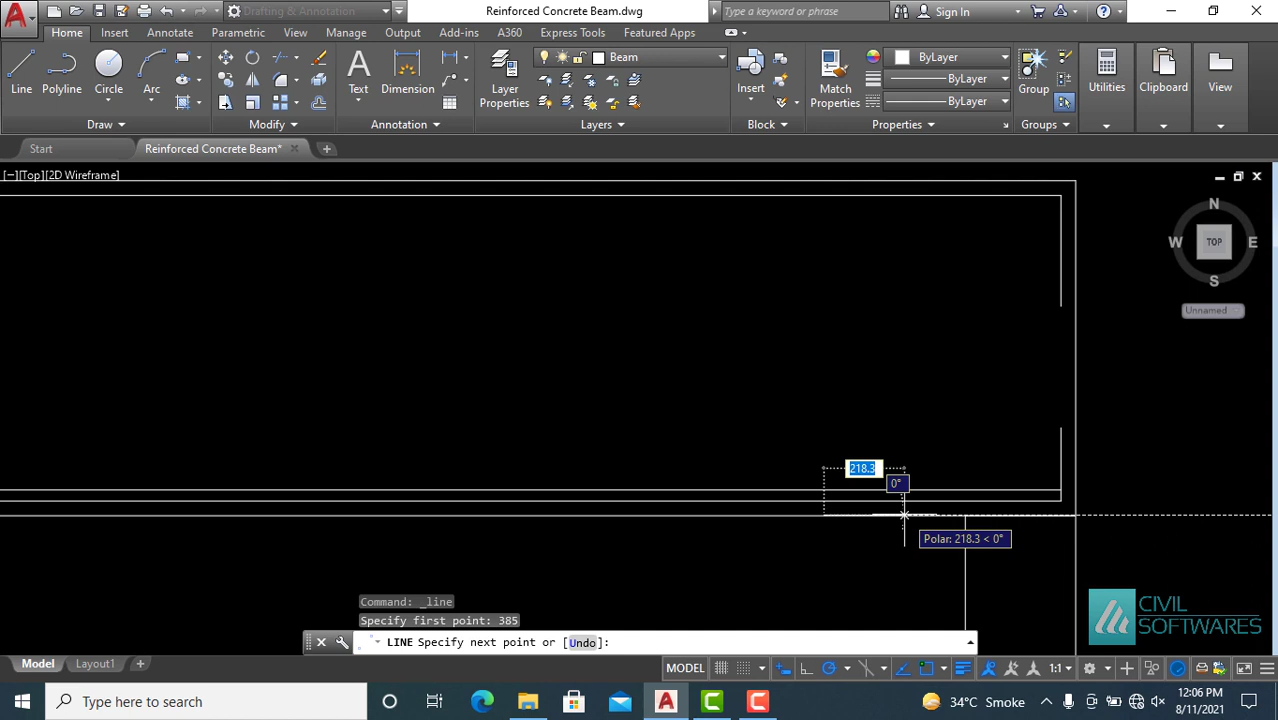 Drafting & Annotation
Reinforced Concrete Beam.dwg
Type a keyword or phrase
Sign In
Home
Insert
Annotate
Parametric
View
Manage
Output
Add-ins
A360
Express Tools
Featured Apps
Line
Polyline
Circle
Arc
Text
Dimension
Layer
Properties
Beam
Insert
Match
Properties
ByLayer
ByLayer
ByLayer
Group
Utilities
Clipboard
View
Draw
Modify
Annotation
Layers
Block
Properties
Groups
Start
Reinforced Concrete Beam*
[−][Top][2D Wireframe]
N
W
TOP
E
S
Unnamed
218.3
0°
Polar: 218.3 < 0°
Command: _line
Specify first point: 385
LINE Specify next point or [Undo]:
CIVIL
SOFTWARES
Model
Layout1
MODEL
1:1
Type here to search
34°C Smoke
12:06 PM
8/11/2021